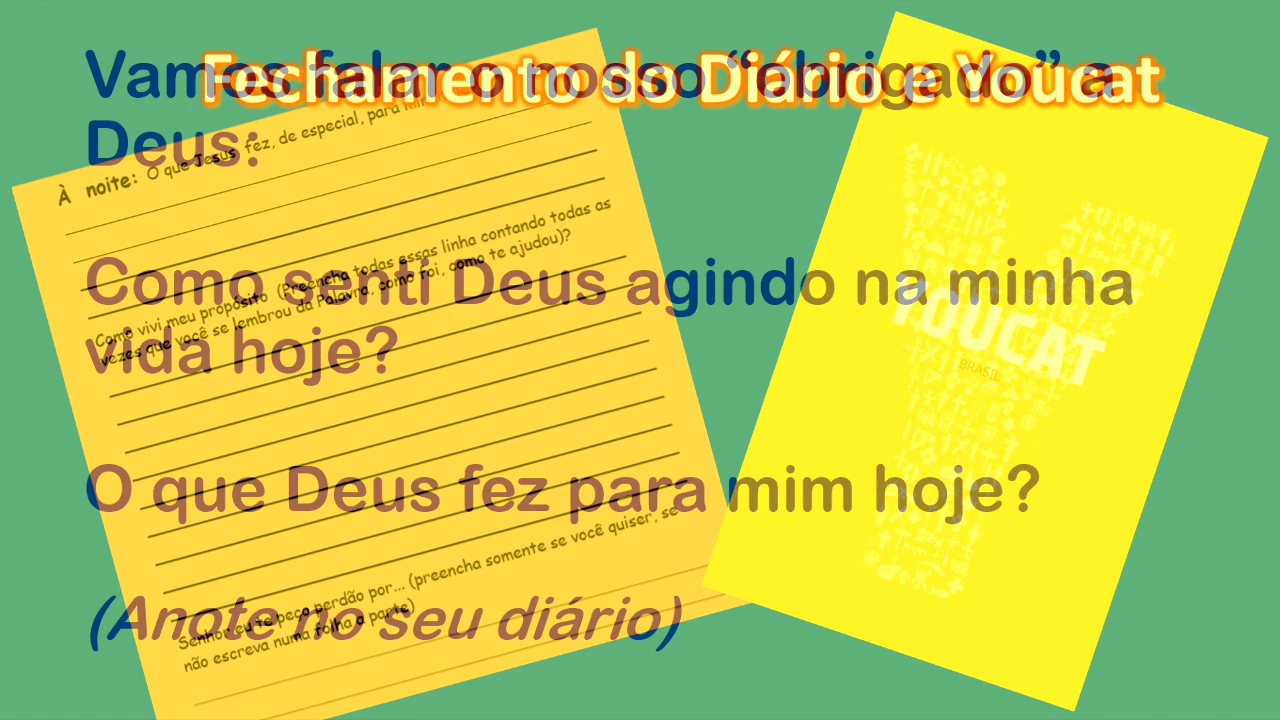 Fechamento do Diário e Youcat
Vamos falar o nosso “obrigado” a
Deus:
Como senti Deus agindo na minha
vida hoje?
O que Deus fez para mim hoje?
(Anote no seu diário)
À noite: O que Jesus fez, de especial, para mim
Como vivi meu propósito (Preencha todas essas linha contando todas as
vezes que você se lembrou da Palavra, como foi, como te ajudou)?
Senhor eu te peço perdão por... (preencha somente se você quiser, se
não escreva numa folha a parte)
YOUCAT
BRASIL